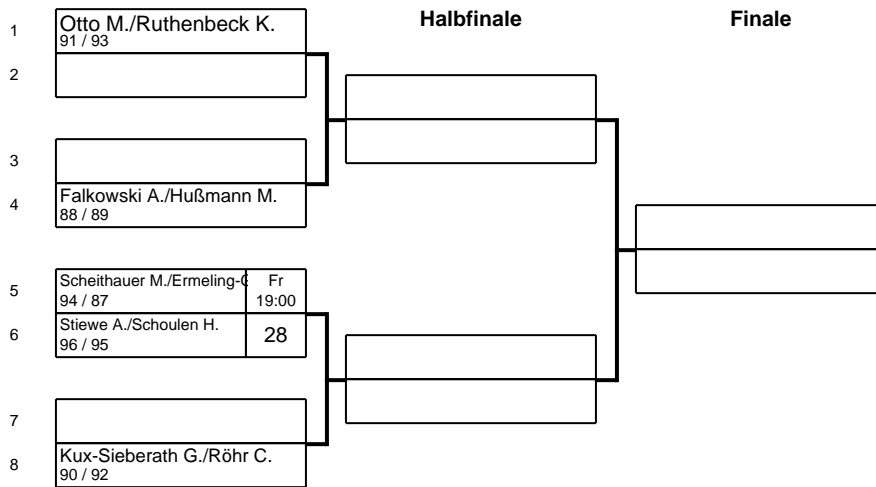 Halbfinale
Finale
1
Otto M./Ruthenbeck K.
91 / 93
2
3
4
Falkowski A./Hußmann M.
88 / 89
5
Scheithauer M./Ermeling-
94 / 87
Fr
19:00
6
Stiewe A./Schoulen H.
96 / 95
28
7
8
Kux-Sieberath G./Röhr C.
90 / 92